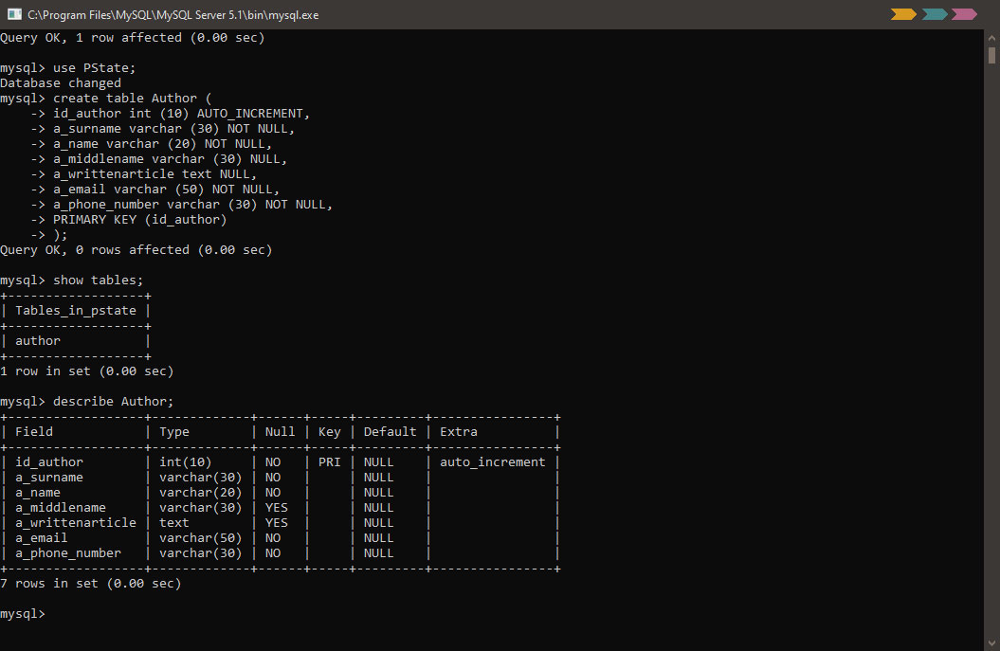 C:\Program Files\MySQL\MySQL Server 5.1\bin\mysql.exe
Query OK, 1 row affected (0.00 sec)
mysql> use PState;
Database changed
mysql> create table Author (
    -> id_author int (10) AUTO_INCREMENT,
    -> a_surname varchar (30) NOT NULL,
    -> a_name varchar (20) NOT NULL,
    -> a_middlename varchar (30) NULL,
    -> a_writtenarticle text NULL,
    -> a_email varchar (50) NOT NULL,
    -> a_phone_number varchar (30) NOT NULL,
    -> PRIMARY KEY (id_author)
    -> );
Query OK, 0 rows affected (0.00 sec)
mysql> show tables;
+------------------+
| Tables_in_pstate |
+------------------+
| author           |
+------------------+
1 row in set (0.00 sec)
mysql> describe Author;
+------------------+-------------+------+-----+---------+----------------+
| Field            | Type        | Null | Key | Default | Extra          |
+------------------+-------------+------+-----+---------+----------------+
| id_author        | int(10)     | NO   | PRI | NULL    | auto_increment |
| a_surname        | varchar(30) | NO   |     | NULL    |                |
| a_name           | varchar(20) | NO   |     | NULL    |                |
| a_middlename     | varchar(30) | YES  |     | NULL    |                |
| a_writtenarticle | text        | YES  |     | NULL    |                |
| a_email          | varchar(50) | NO   |     | NULL    |                |
| a_phone_number   | varchar(30) | NO   |     | NULL    |                |
+------------------+-------------+------+-----+---------+----------------+
7 rows in set (0.00 sec)
mysql>